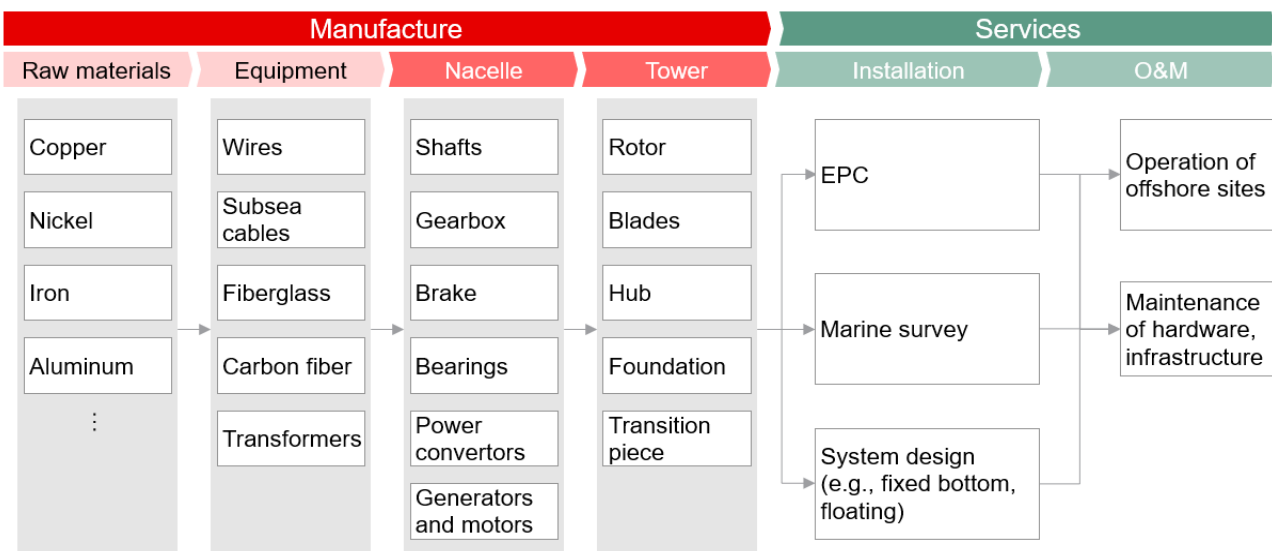 Manufacture
Services
Raw materials
Equipment
Nacelle
Tower
Installation
O&M
Copper
Nickel
Iron
Aluminum
⋮
Wires
Subsea
cables
Fiberglass
Carbon fiber
Transformers
Shafts
Gearbox
Brake
Bearings
Power
convertors
Generators
and motors
Rotor
Blades
Hub
Foundation
Transition
piece
EPC
Marine survey
System design
(e.g., fixed bottom,
floating)
Operation of
offshore sites
Maintenance
of hardware,
infrastructure